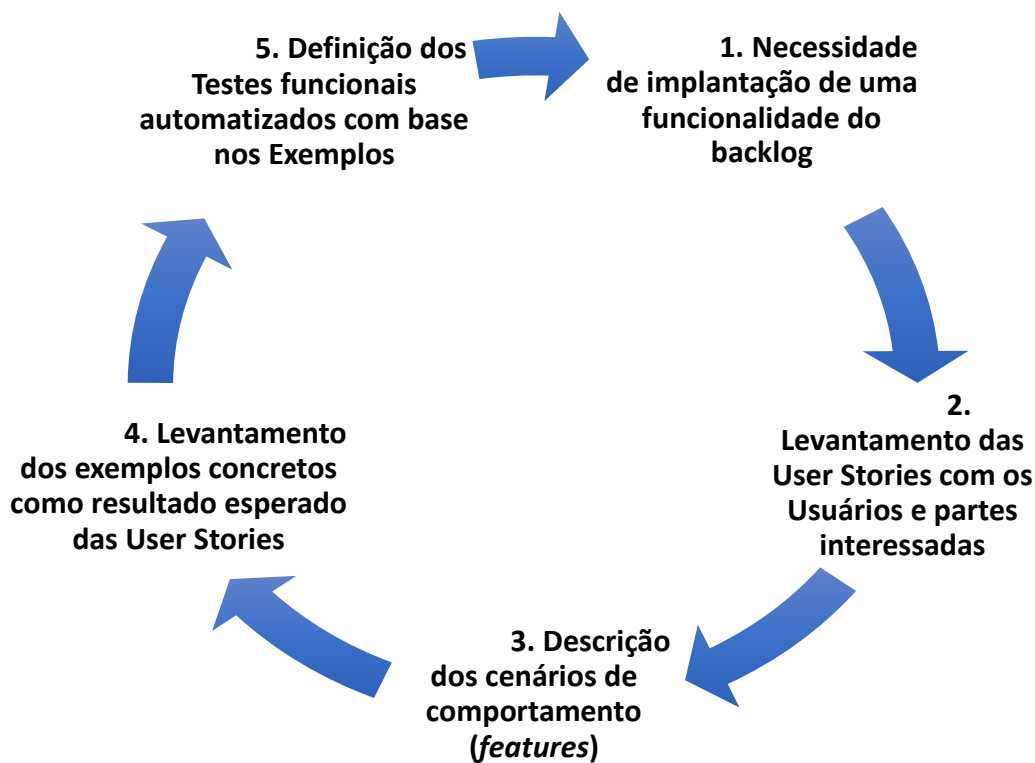 1. Necessidade
de implantação de uma
funcionalidade do
backlog
2.
Levantamento das
User Stories com os
Usuários e partes
interessadas
3. Descrição
dos cenários de
comportamento
(features)
4. Levantamento
dos exemplos concretos
como resultado esperado
das User Stories
5. Definição dos
Testes funcionais
automatizados com base
nos Exemplos